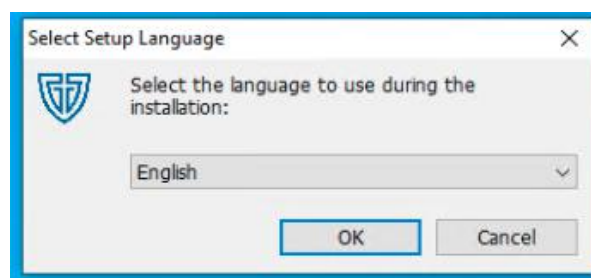 Select Setup Language
Select the language to use during the
installation:
English
OK
Cancel